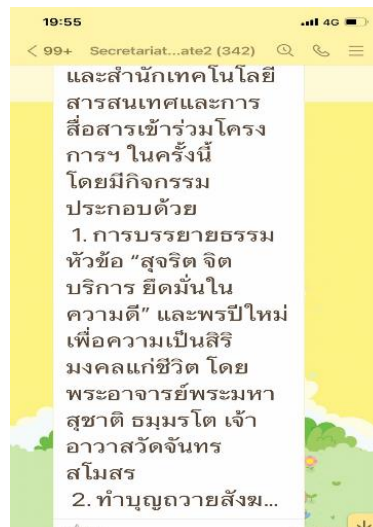 19:55
4G
99+ Secretariat...ate2 (342)
และสำนักเทคโนโลยี
สารสนเทศและการ
สื่อสารเข้าร่วมโครง
การฯ ในครั้งนี้
โดยมีกิจกรรม
ประกอบด้วย
1. การบรรยายธรรม
หัวข้อ “สุจริต จิต
บริการ ยึดมั่นใน
ความดี” และพรปีใหม่
เพื่อความเป็นสิริ
มงคลแก่ชีวิต โดย
พระอาจารย์พระมหา
สุชาติ ธมฺมรโต เจ้า
อาวาสวัดจันทร
สโมสร
2. ทำบุญถวายสังฆ...